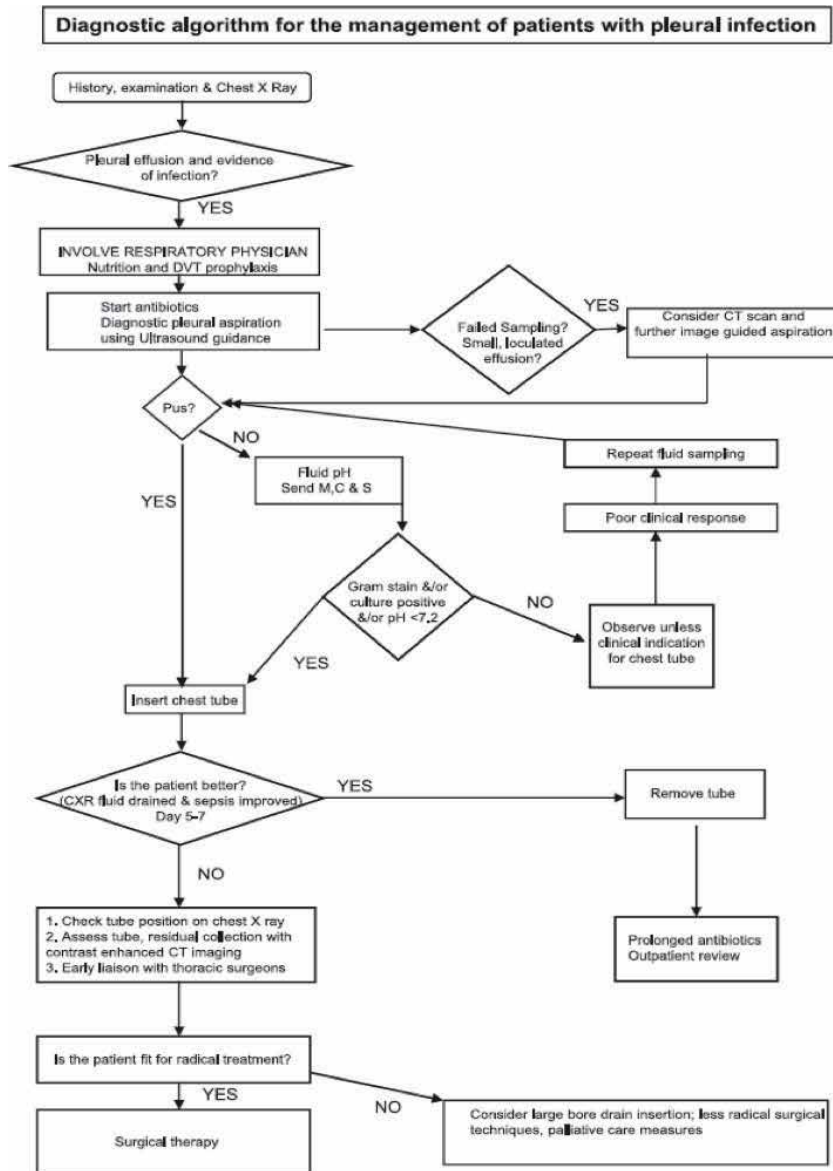 Diagnostic algorithm for the management of patients with pleural infection
History, examination & Chest X Ray
Pleural effusion and evidence
of infection?
YES
INVOLVE RESPIRATORY PHYSICIAN
Nutrition and DVT prophylaxis
Start antibiotics
Diagnostic pleural aspiration
using Ultrasound guidance
Failed Sampling?
Small, loculated
effusion?
YES
Consider CT scan and
further image guided aspiration
Pus?
NO
YES
Fluid pH
Send M,C & S
Repeat fluid sampling
Poor clinical response
Gram stain &/or
culture positive
&/or pH <7.2
NO
YES
Observe unless
clinical indication
for chest tube
Insert chest tube
Is the patient better?
(CXR fluid drained & sepsis improved)
Day 5-7
YES
Remove tube
NO
Prolonged antibiotics
Outpatient review
1. Check tube position on chest X ray
2. Assess tube, residual collection with
contrast enhanced CT imaging
3. Early liaison with thoracic surgeons
Is the patient fit for radical treatment?
YES
NO
Surgical therapy
Consider large bore drain insertion; less radical surgical
techniques, palliative care measures